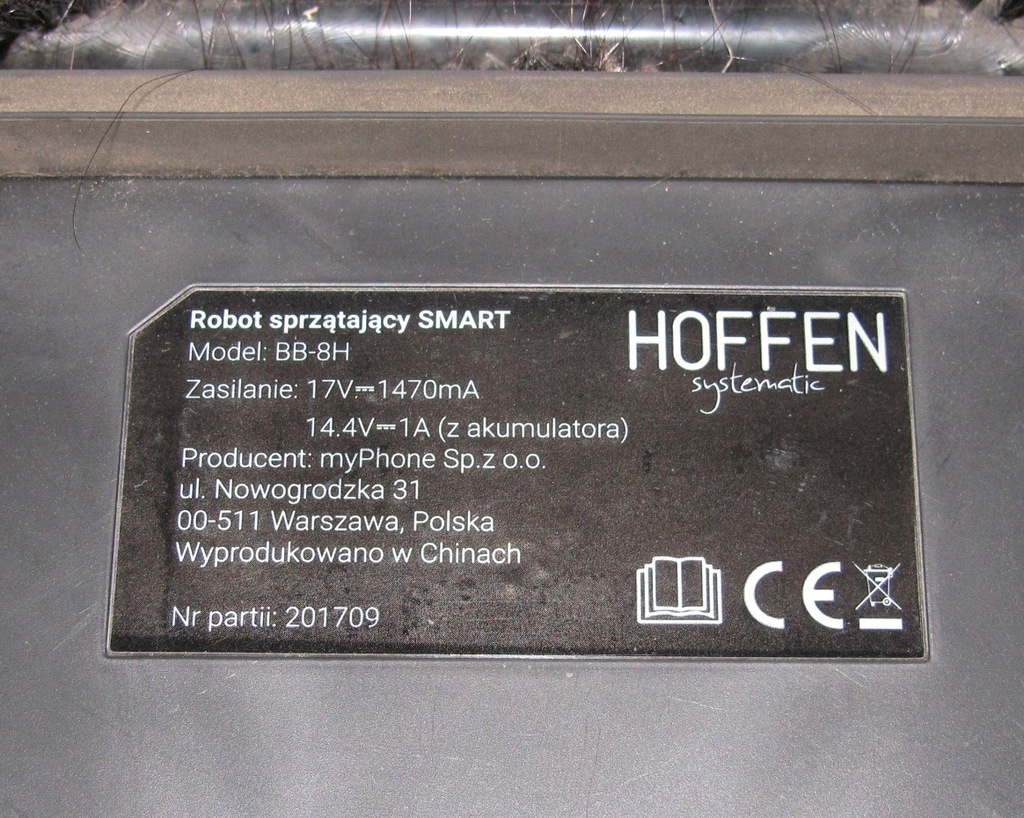 Robot sprzątający SMART
Model: BB-8H
Zasilanie: 17V⎓1470mA
14.4V⎓1A (z akumulatora)
Producent: myPhone Sp.z o.o.
ul. Nowogrodzka 31
00-511 Warszawa, Polska
Wyprodukowano w Chinach
Nr partii: 201709
HOFFEN
systematic
CE